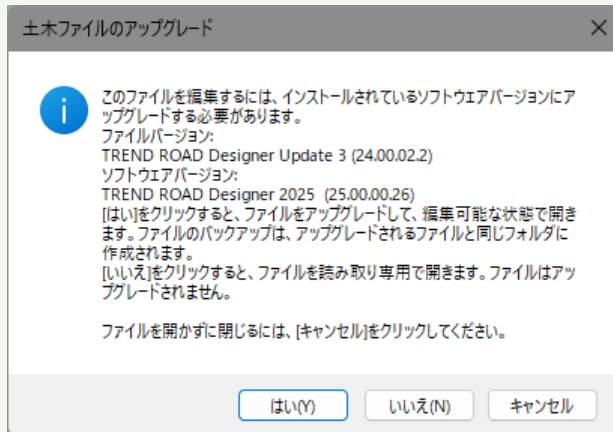 土木ファイルのアップグレード
このファイルを編集するには、インストールされているソフトウエアバージョンにア
ップグレードする必要があります。
ファイルバージョン:
TREND ROAD Designer Update 3 (24.00.02.2)
ソフトウエアバージョン:
TREND ROAD Designer 2025  (25.00.00.26)
[はい]をクリックすると、ファイルをアップグレードして、編集可能な状態で開き
ます。ファイルのバックアップは、アップグレードされるファイルと同じフォルダに
作成されます。
[いいえ]をクリックすると、ファイルを読み取り専用で開きます。ファイルはアッ
プグレードされません。
ファイルを開かずに閉じるには、[キャンセル]をクリックしてください。
はい(Y) いいえ(N) キャンセル